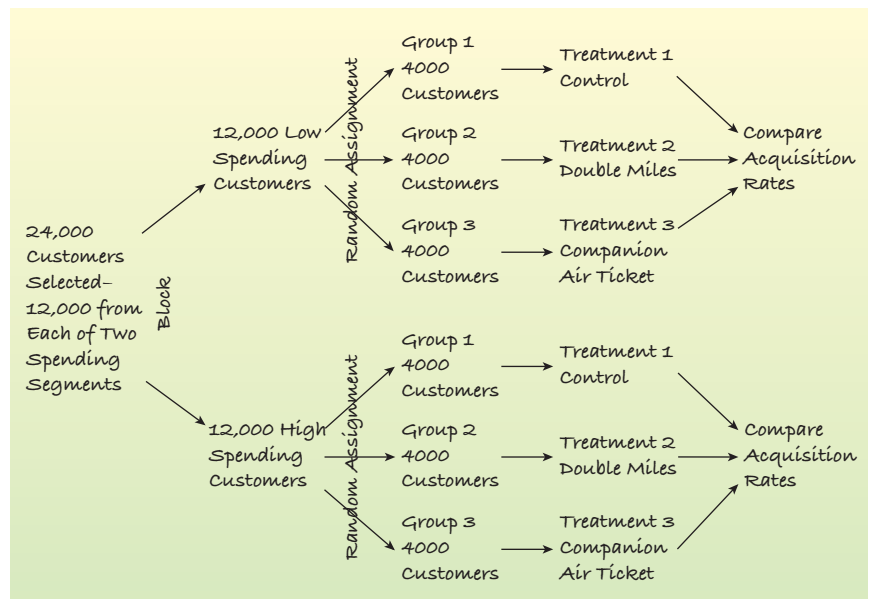 24,000
Customers
Selected–
12,000 from
Each of Two
Spending
Segments
Block
12,000 Low
Spending
Customers
Random Assignment
Group 1
4000
Customers
Treatment 1
Control
Group 2
4000
Customers
Treatment 2
Double Miles
Group 3
4000
Customers
Treatment 3
Companion
Air Ticket
Compare
Acquisition
Rates
12,000 High
Spending
Customers
Random Assignment
Group 1
4000
Customers
Treatment 1
Control
Group 2
4000
Customers
Treatment 2
Double Miles
Group 3
4000
Customers
Treatment 3
Companion
Air Ticket
Compare
Acquisition
Rates